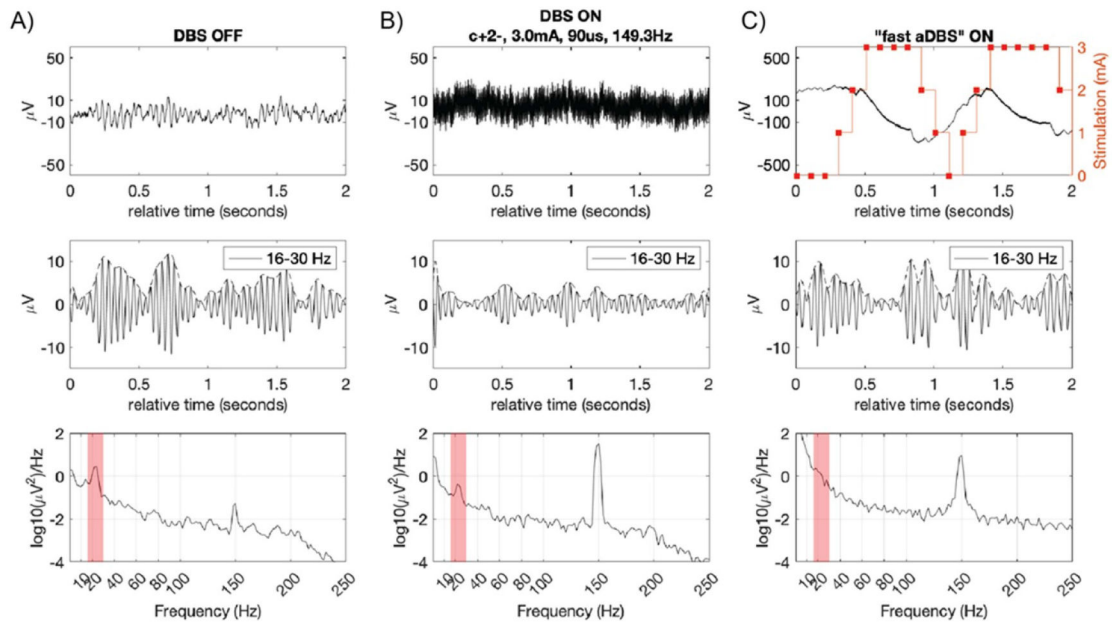 A)
DBS OFF
50
10
-10
-50
μV
0 0.5 1 1.5 2
relative time (seconds)
16-30 Hz
10
0
-10
μV
0 0.5 1 1.5 2
relative time (seconds)
2
0
-2
-4
log10(μV²)/Hz
10 20 40 60 80 100 150 200 250
Frequency (Hz)
B)
DBS ON
c+2-, 3.0mA, 90us, 149.3Hz
50
10
-10
-50
μV
0 0.5 1 1.5 2
relative time (seconds)
16-30 Hz
10
0
-10
μV
0 0.5 1 1.5 2
relative time (seconds)
2
0
-2
-4
log10(μV²)/Hz
10 20 40 60 80 100 150 200 250
Frequency (Hz)
C)
"fast aDBS" ON
500
100
-100
-500
μV
3
2
1
0
Stimulation (mA)
0 0.5 1 1.5 2
relative time (seconds)
16-30 Hz
10
0
-10
μV
0 0.5 1 1.5 2
relative time (seconds)
2
0
-2
-4
log10(μV²)/Hz
10 20 40 60 80 100 150 200 250
Frequency (Hz)